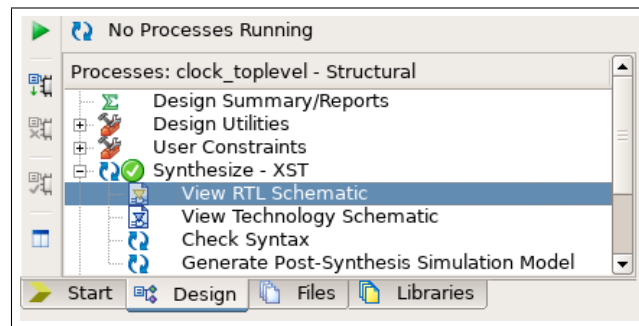 No Processes Running
Processes: clock_toplevel - Structural
Design Summary/Reports
Design Utilities
User Constraints
Synthesize - XST
View RTL Schematic
View Technology Schematic
Check Syntax
Generate Post-Synthesis Simulation Model
Start Design Files Libraries